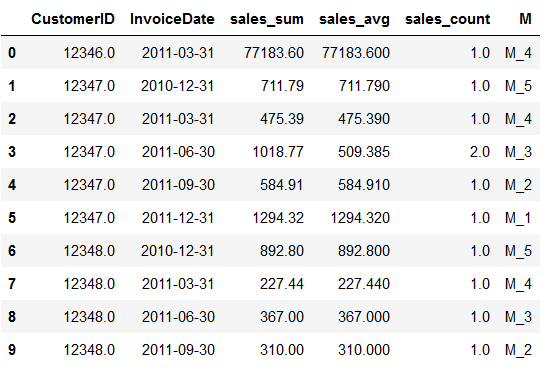 CustomerID InvoiceDate sales_sum sales_avg sales_count M
0 12346.0 2011-03-31 77183.60 77183.600 1.0 M_4
1 12347.0 2010-12-31 711.79 711.790 1.0 M_5
2 12347.0 2011-03-31 475.39 475.390 1.0 M_4
3 12347.0 2011-06-30 1018.77 509.385 2.0 M_3
4 12347.0 2011-09-30 584.91 584.910 1.0 M_2
5 12347.0 2011-12-31 1294.32 1294.320 1.0 M_1
6 12348.0 2010-12-31 892.80 892.800 1.0 M_5
7 12348.0 2011-03-31 227.44 227.440 1.0 M_4
8 12348.0 2011-06-30 367.00 367.000 1.0 M_3
9 12348.0 2011-09-30 310.00 310.000 1.0 M_2